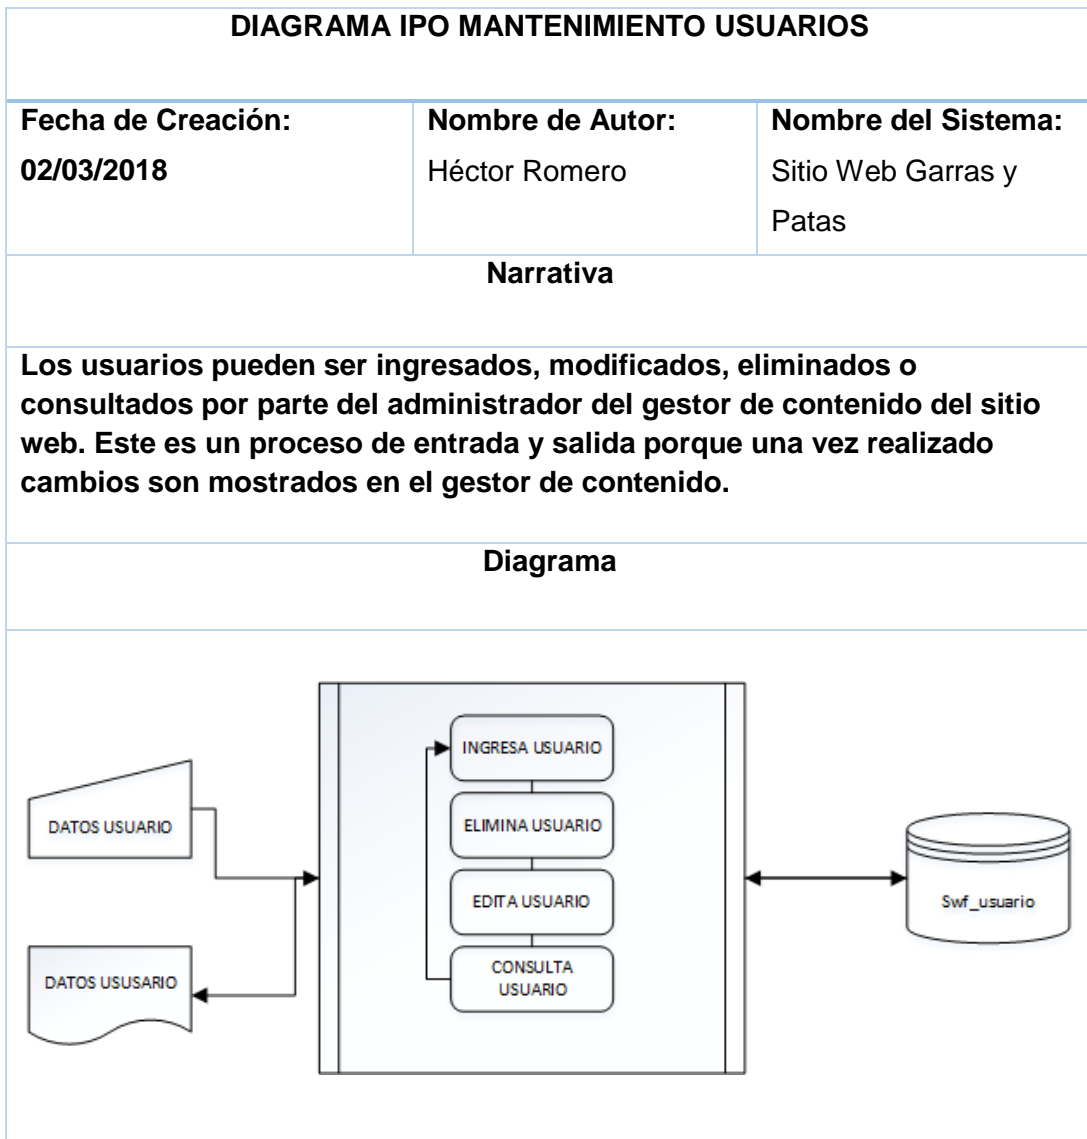 DIAGRAMA IPO MANTENIMIENTO USUARIOS
Fecha de Creación:
02/03/2018
Nombre de Autor:
Héctor Romero
Nombre del Sistema:
Sitio Web Garras y
Patas
Narrativa
Los usuarios pueden ser ingresados, modificados, eliminados o
consultados por parte del administrador del gestor de contenido del sitio
web. Este es un proceso de entrada y salida porque una vez realizado
cambios son mostrados en el gestor de contenido.
Diagrama
DATOS USUARIO
DATOS USUSARIO
INGRESA USUARIO
ELIMINA USUARIO
EDITA USUARIO
CONSULTA
USUARIO
Swf_usuario